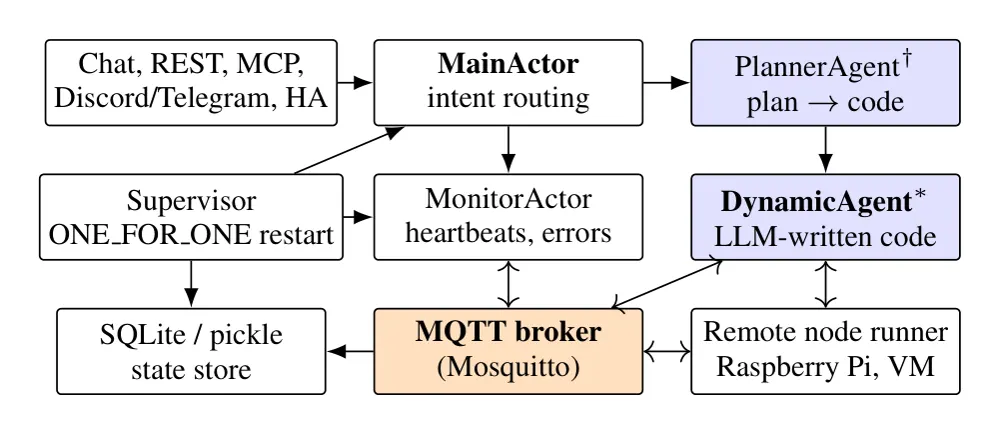 Chat, REST, MCP,
Discord/Telegram, HA
MainActor
intent routing
PlannerAgent†
plan → code
Supervisor
ONE_FOR_ONE restart
MonitorActor
heartbeats, errors
DynamicAgent*
LLM-written code
SQLite / pickle
state store
MQTT broker
(Mosquitto)
Remote node runner
Raspberry Pi, VM